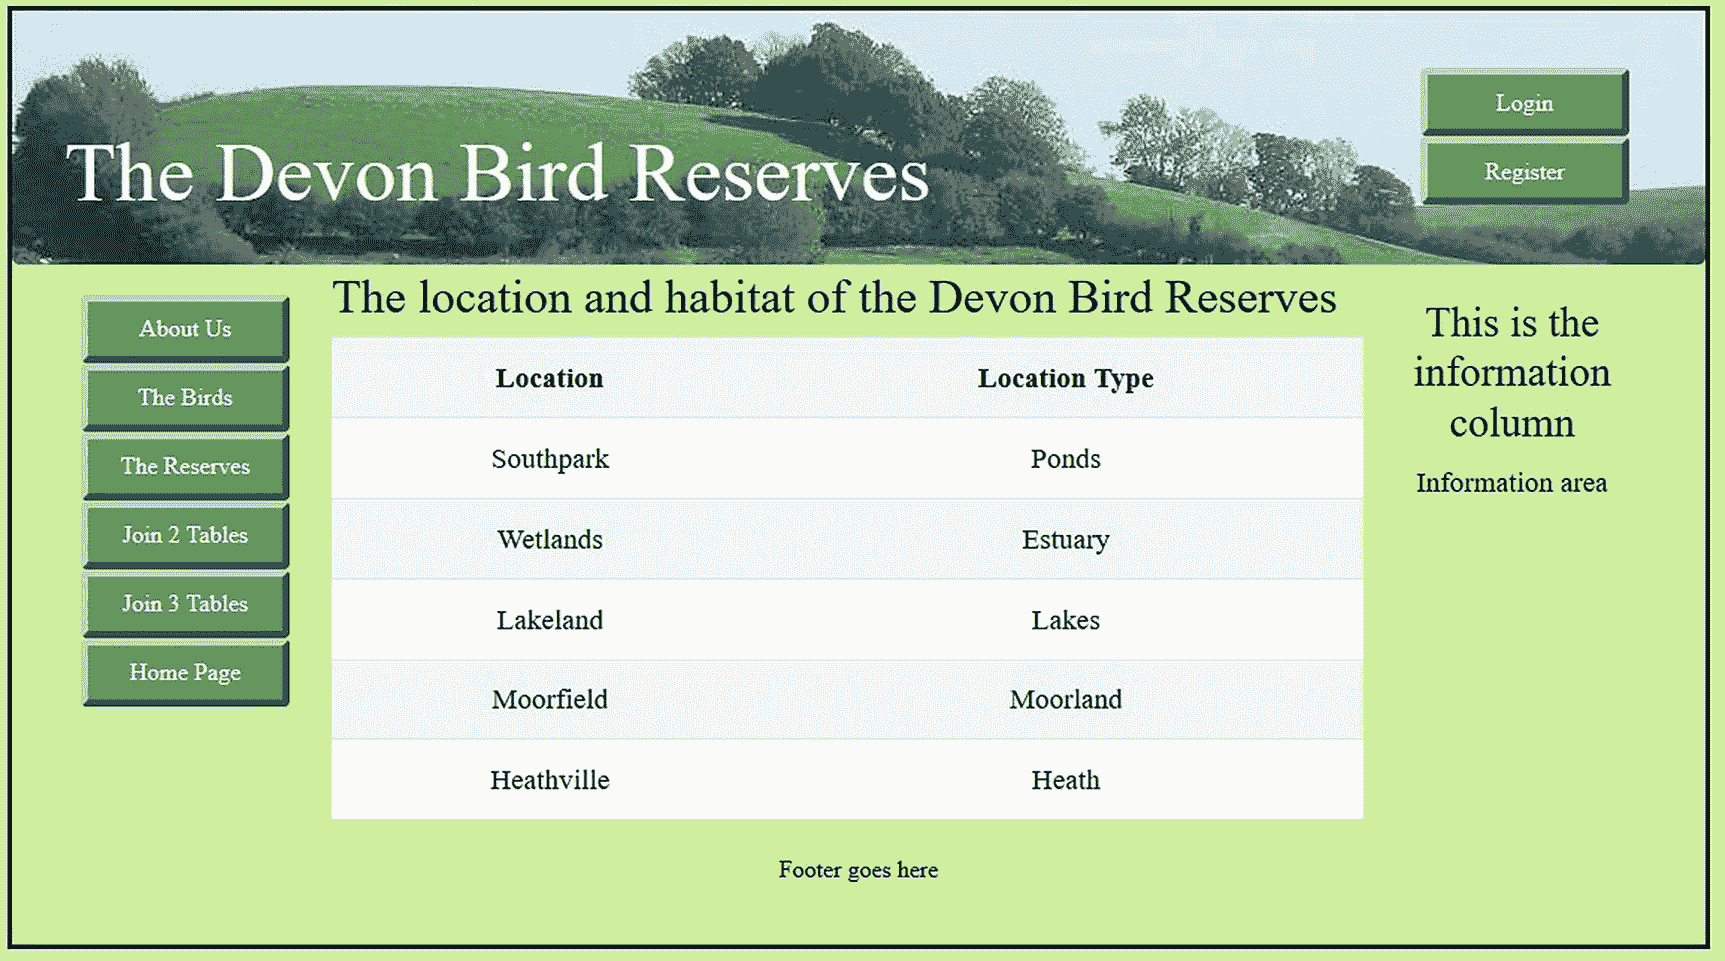 The Devon Bird Reserves
Login
Register
About Us
The Birds
The Reserves
Join 2 Tables
Join 3 Tables
Home Page
The location and habitat of the Devon Bird Reserves
Location Location Type
Southpark Ponds
Wetlands Estuary
Lakeland Lakes
Moorfield Moorland
Heathville Heath
This is the
information
column
Information area
Footer goes here